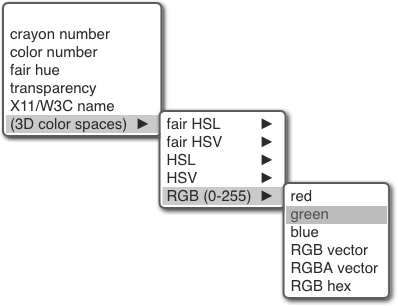 crayon number
color number
fair hue
transparency
X11/W3C name
(3D color spaces) ▶
fair HSL ▶
fair HSV ▶
HSL ▶
HSV ▶
RGB (0-255) ▶
red
green
blue
RGB vector
RGBA vector
RGB hex